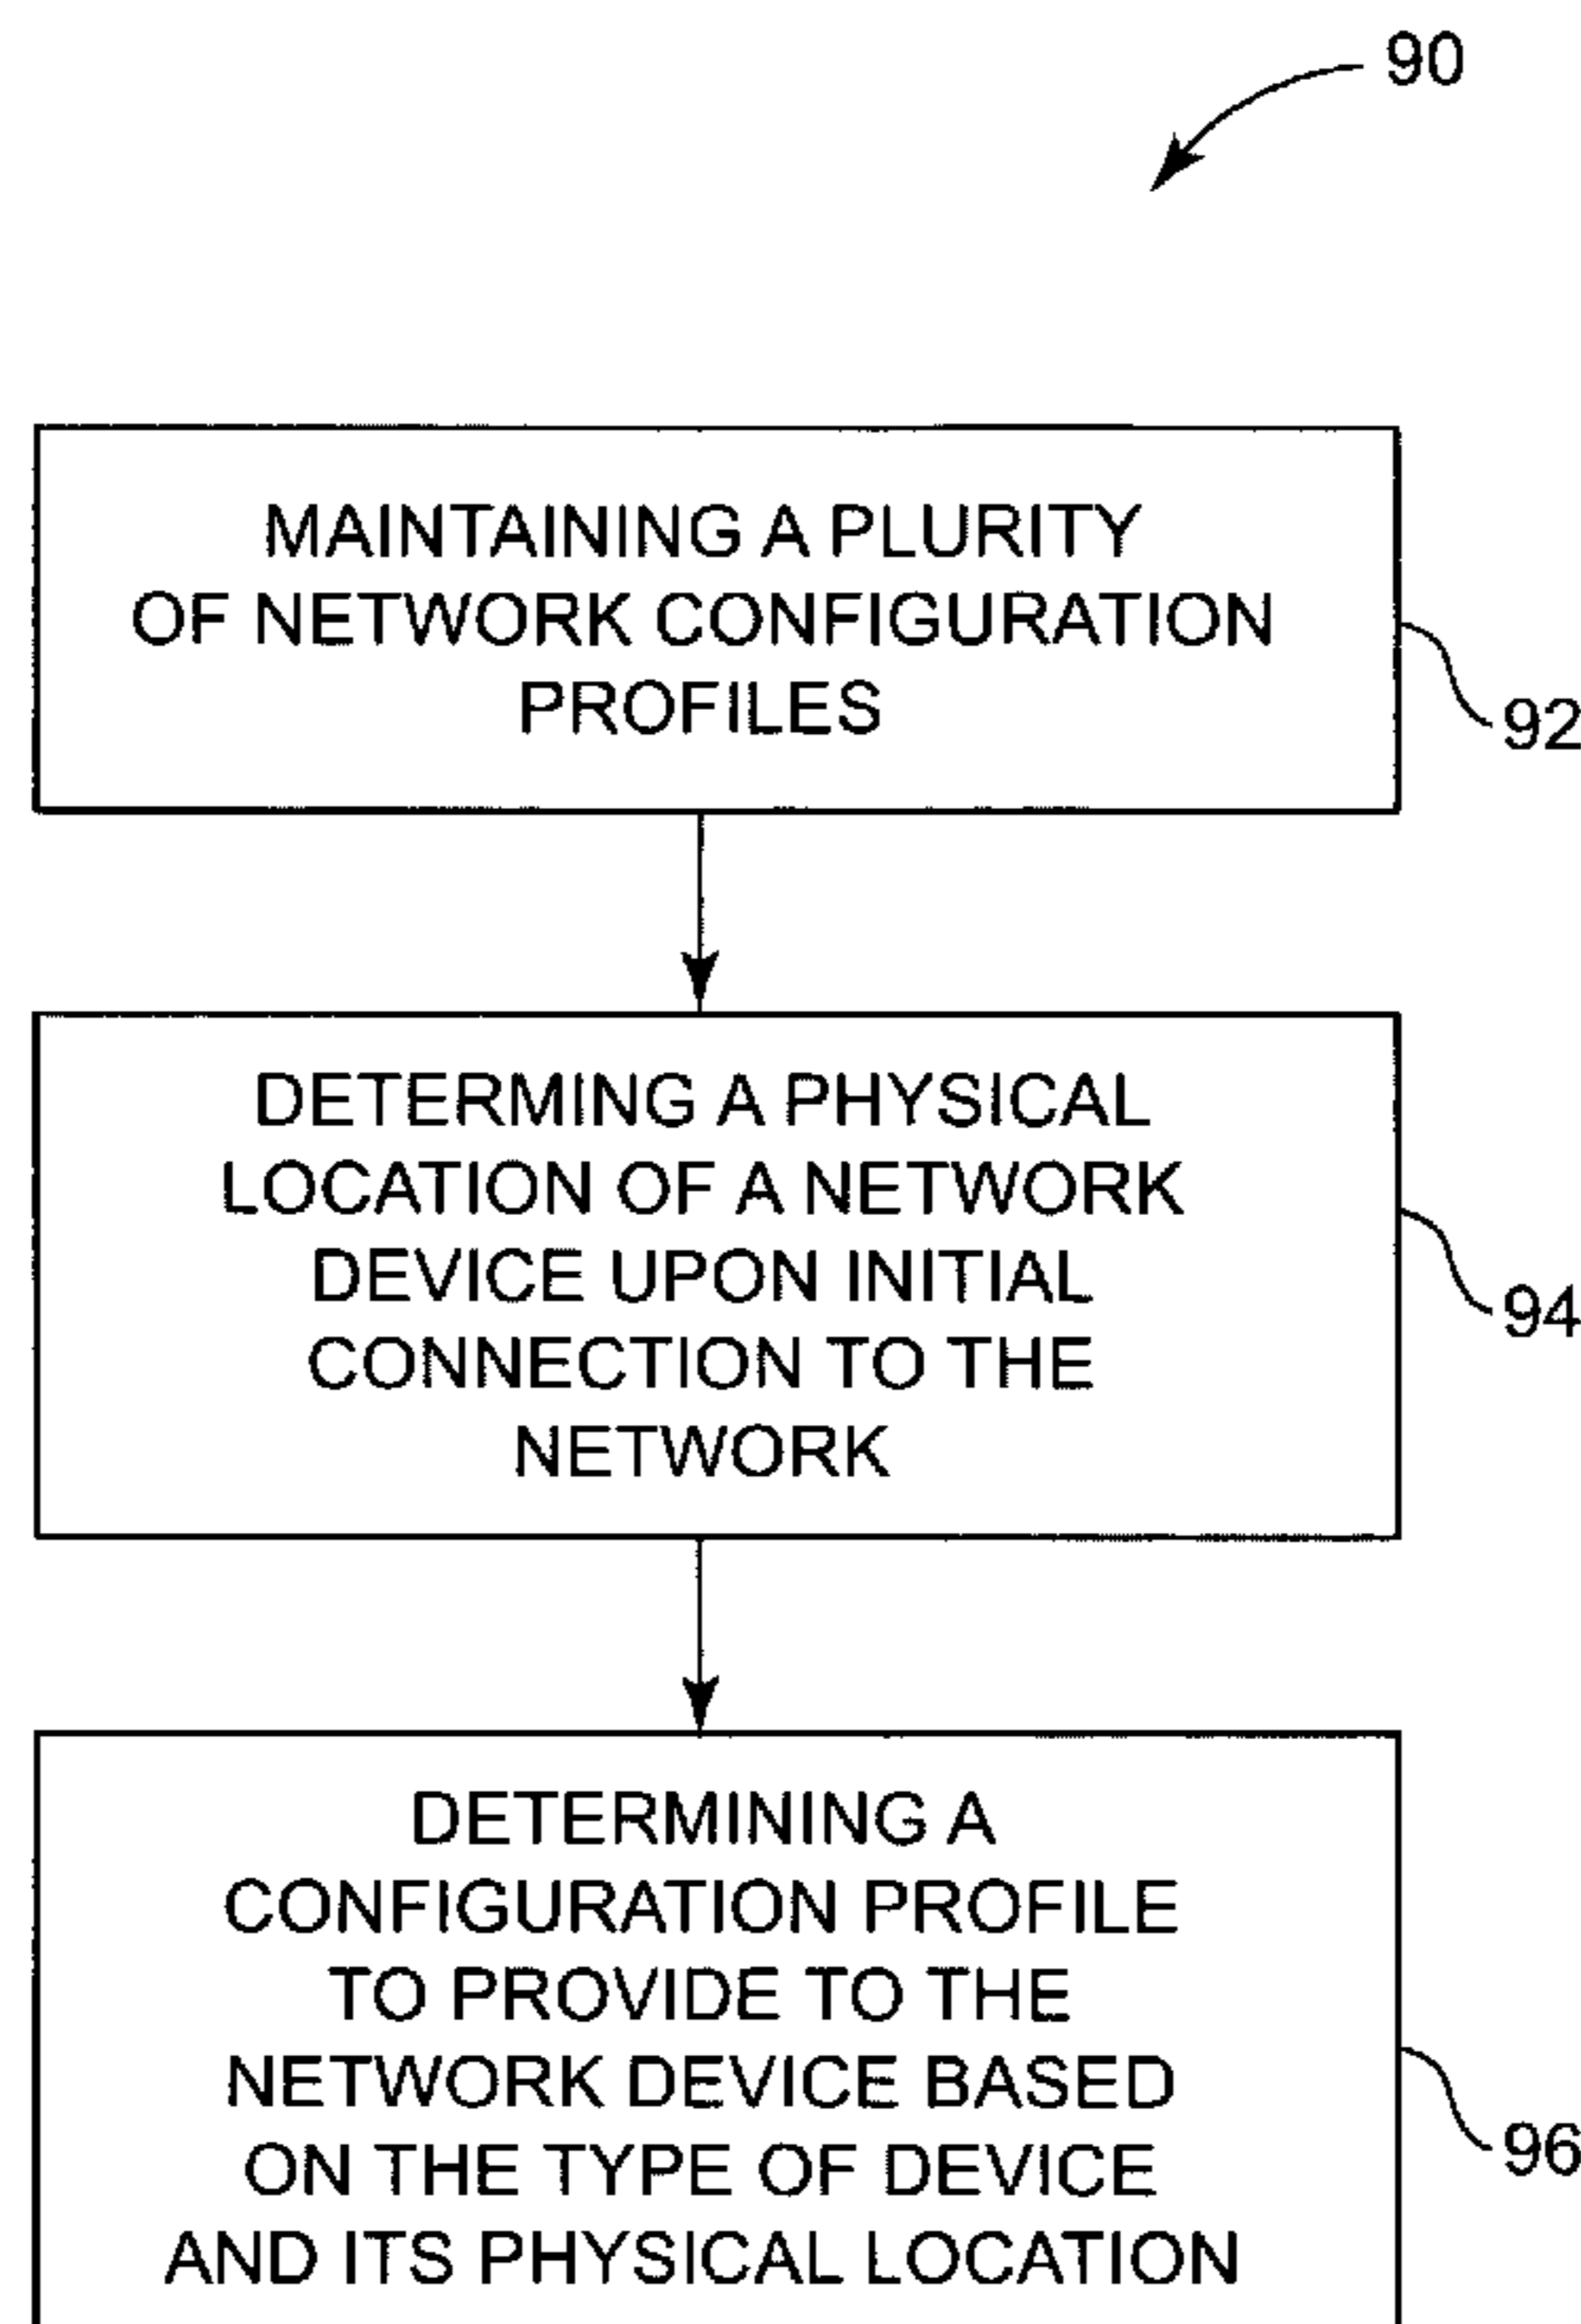 90
MAINTAINING A PLURITY
OF NETWORK CONFIGURATION
PROFILES
92
DETERMING A PHYSICAL
LOCATION OF A NETWORK
DEVICE UPON INITIAL
CONNECTION TO THE
NETWORK
94
DETERMINING A
CONFIGURATION PROFILE
TO PROVIDE TO THE
NETWORK DEVICE BASED
ON THE TYPE OF DEVICE
AND ITS PHYSICAL LOCATION
96